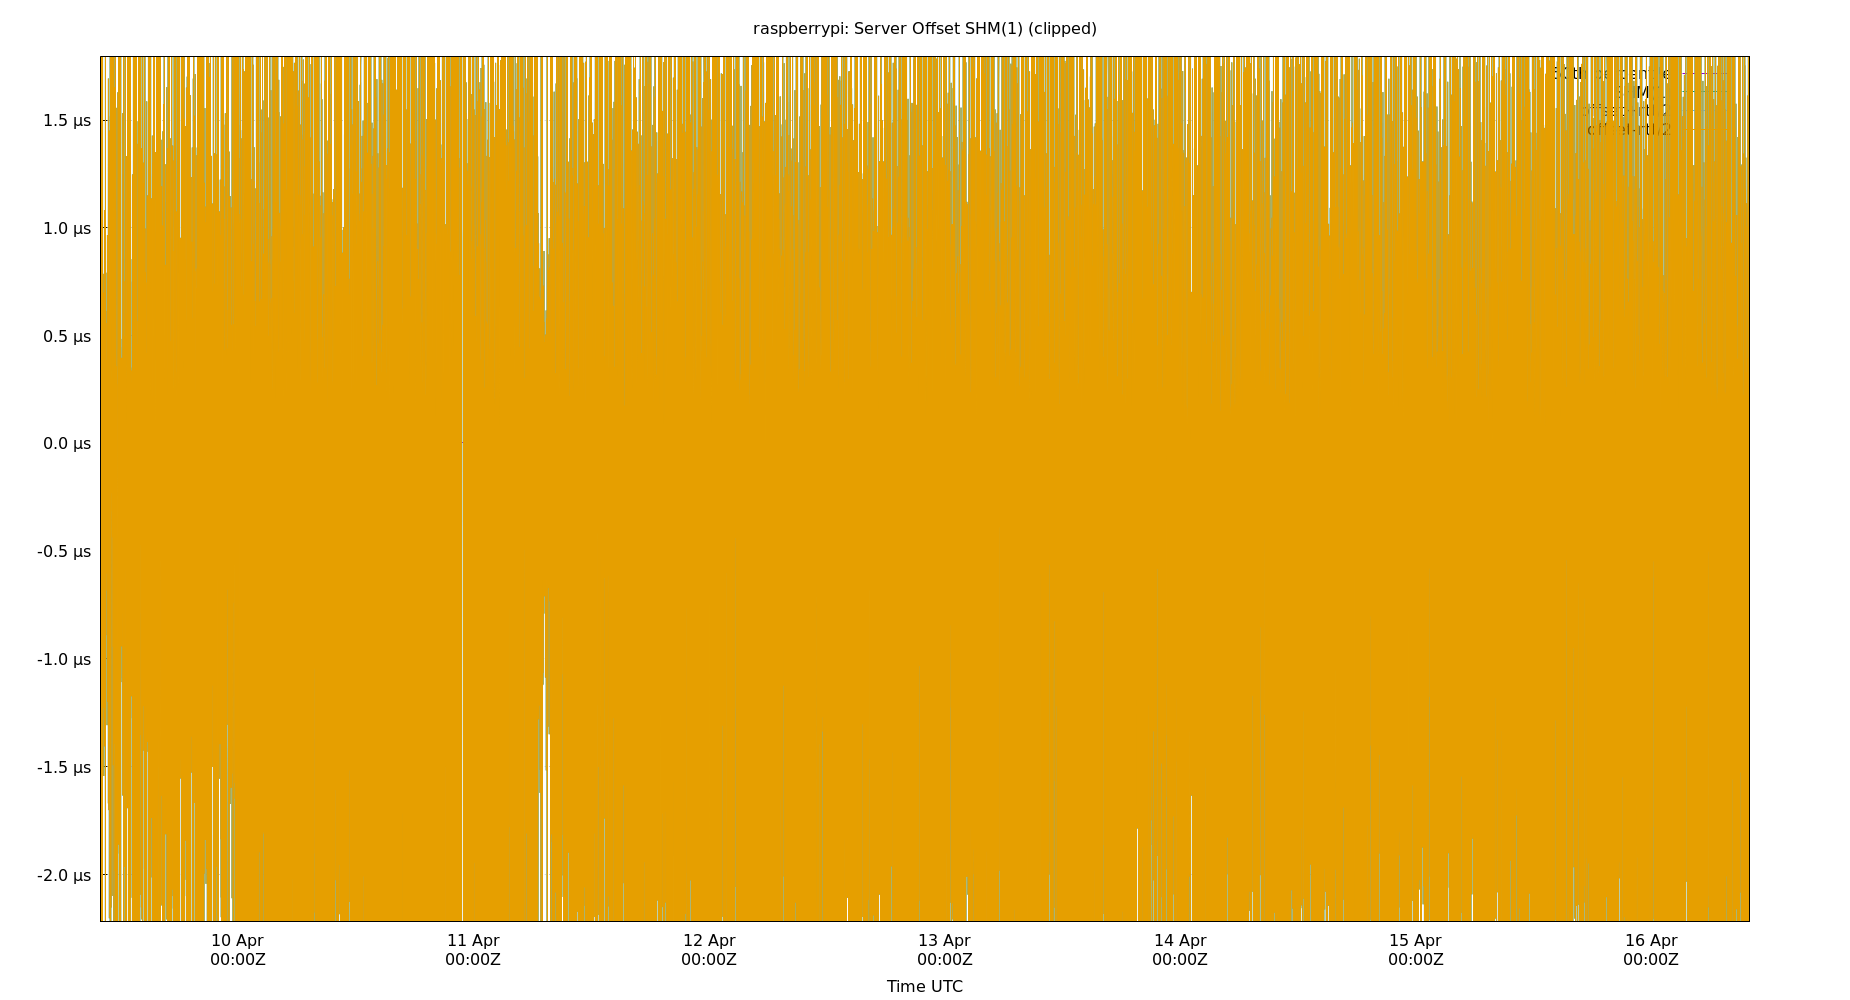 raspberrypi: Server Offset SHM(1) (clipped)
1.5 μs
1.0 μs
0.5 μs
0.0 μs
-0.5 μs
-1.0 μs
-1.5 μs
-2.0 μs
10 Apr 11 Apr 12 Apr 13 Apr 14 Apr 15 Apr 16 Apr
00:00Z 00:00Z 00:00Z 00:00Z 00:00Z 00:00Z 00:00Z
Time UTC